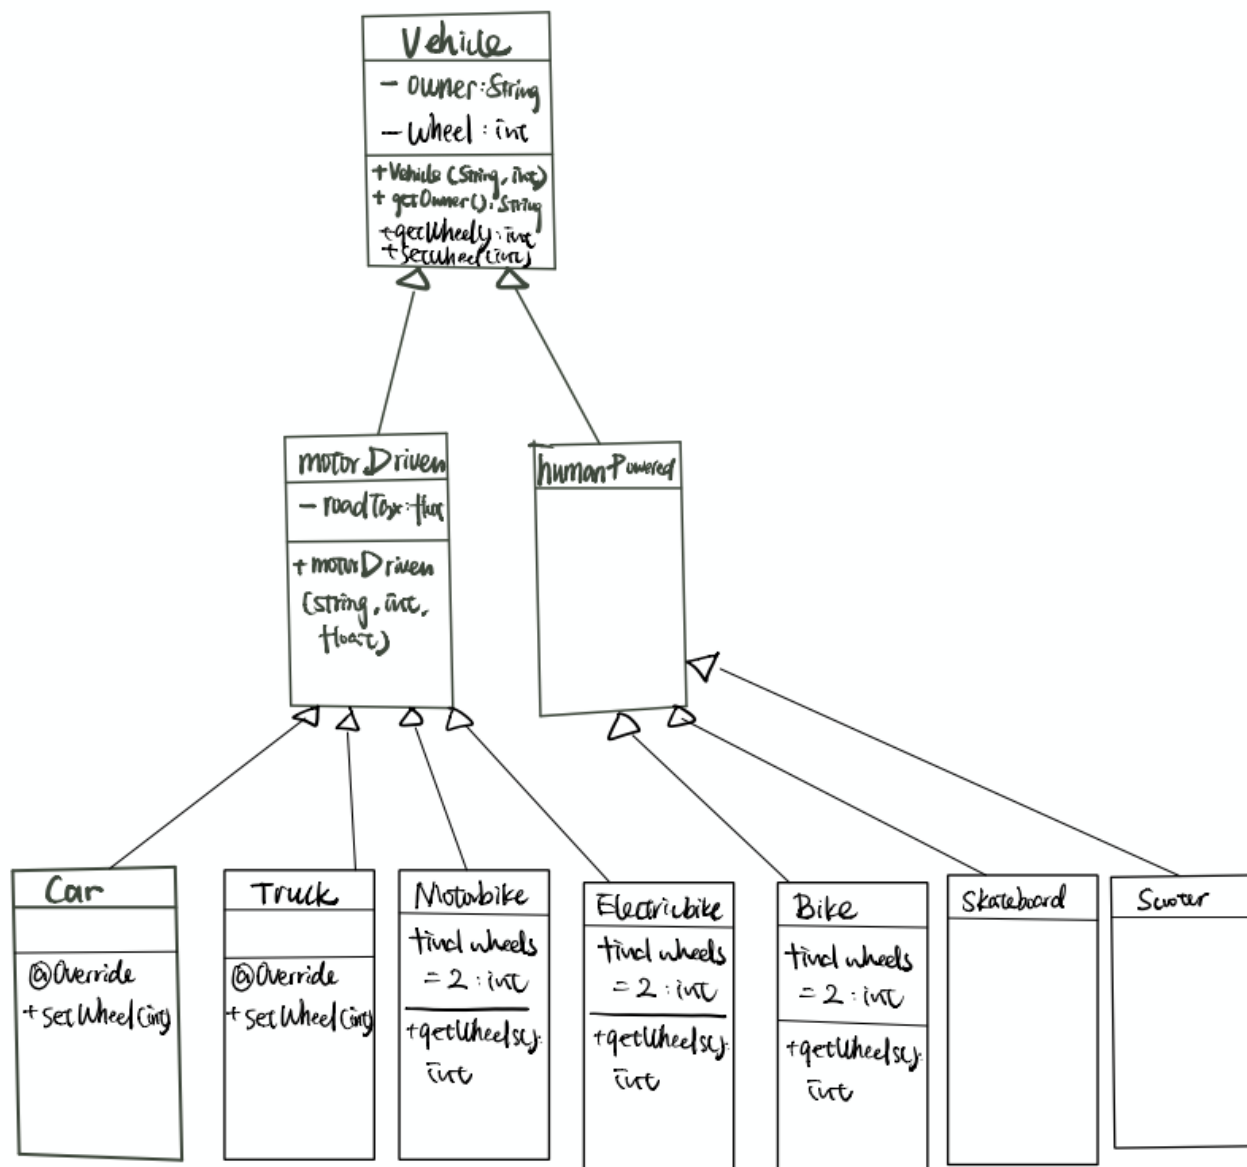 Vehicle
- owner: String
- Wheel : int
+ Vehicle (String, int)
+ getOwner(): String
+getWheel() : int
+ setWheel(int)
motorDriven
- roadTax: float
+ motorDriven
(string, int,
float)
humanPowered
Car
@Override
+ setWheel(int)
Truck
@Override
+ setWheel(int)
Motorbike
final wheels
= 2 : int
+getWheels():
int
Electricbike
final wheels
= 2 : int
+getWheels():
int
Bike
final wheels
= 2 : int
+getWheels():
int
Skateboard
Scooter